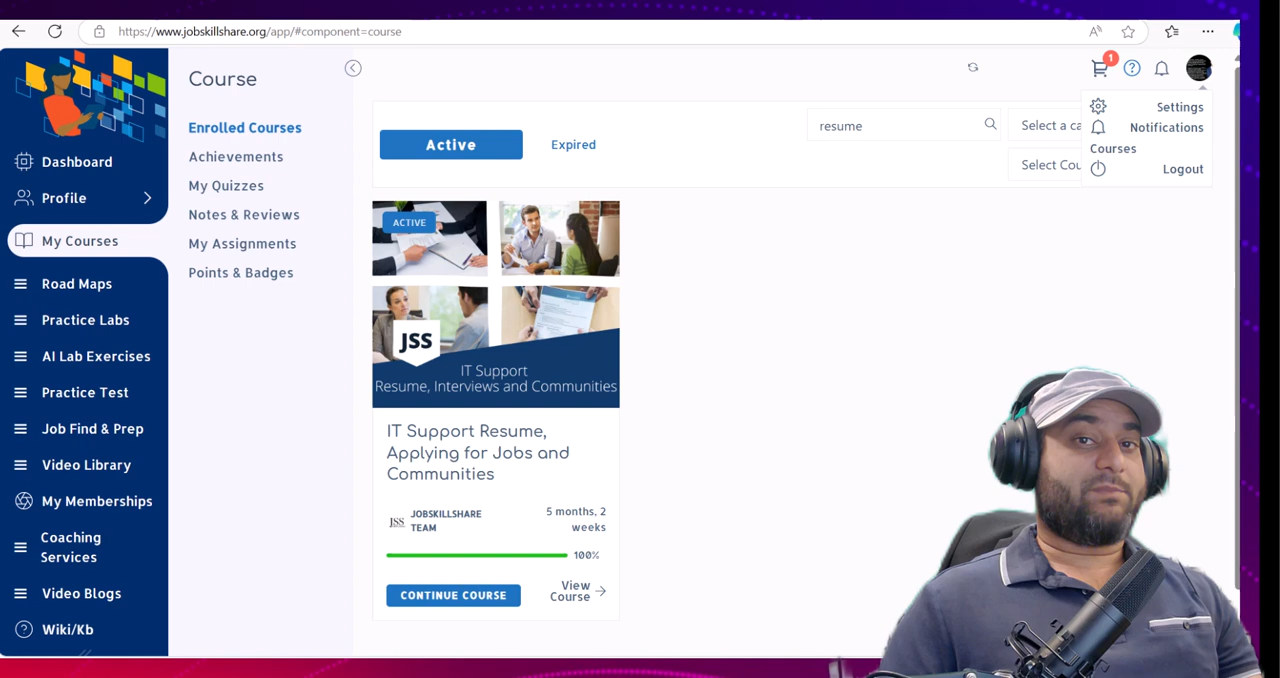 https://www.jobskillshare.org/app/#component=course
Dashboard
Profile
My Courses
Road Maps
Practice Labs
AI Lab Exercises
Practice Test
Job Find & Prep
Video Library
My Memberships
Coaching
Services
Video Blogs
Wiki/Kb
Course
Enrolled Courses
Achievements
My Quizzes
Notes & Reviews
My Assignments
Points & Badges
Active
Expired
resume
Select a ca
Select Cou
1
Settings
Notifications
Courses
Logout
ACTIVE
JSS
IT Support
Resume, Interviews and Communities
IT Support Resume,
Applying for Jobs and
Communities
JSS
JOBSKILLSHARE
TEAM
5 months, 2
weeks
100%
CONTINUE COURSE
View
Course